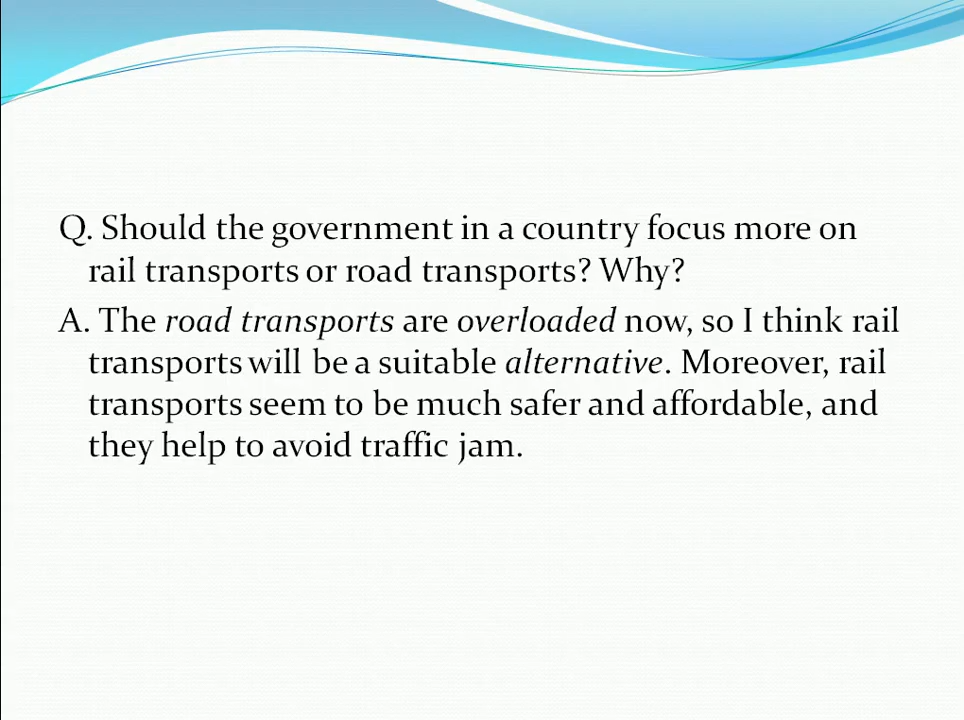 Q. Should the government in a country focus more on
rail transports or road transports? Why?
A. The road transports are overloaded now, so I think rail
transports will be a suitable alternative. Moreover, rail
transports seem to be much safer and affordable, and
they help to avoid traffic jam.